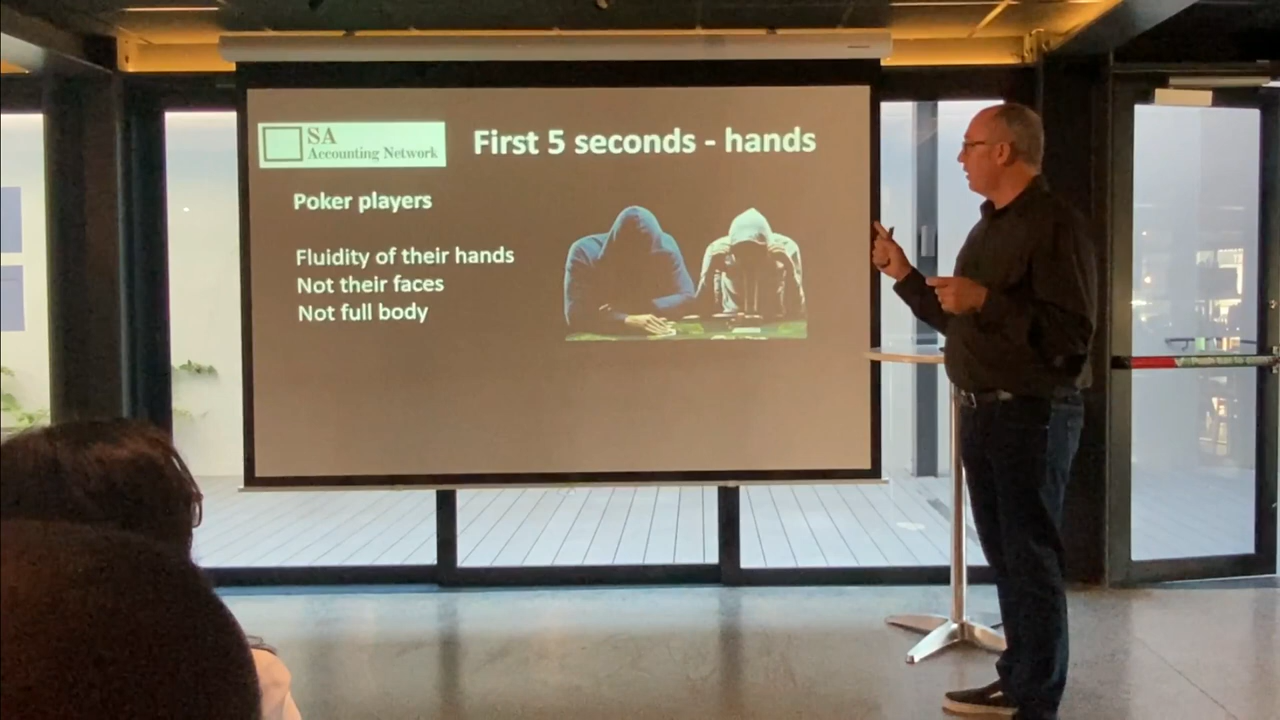 SA
Accounting Network
First 5 seconds - hands
Poker players
Fluidity of their hands
Not their faces
Not full body